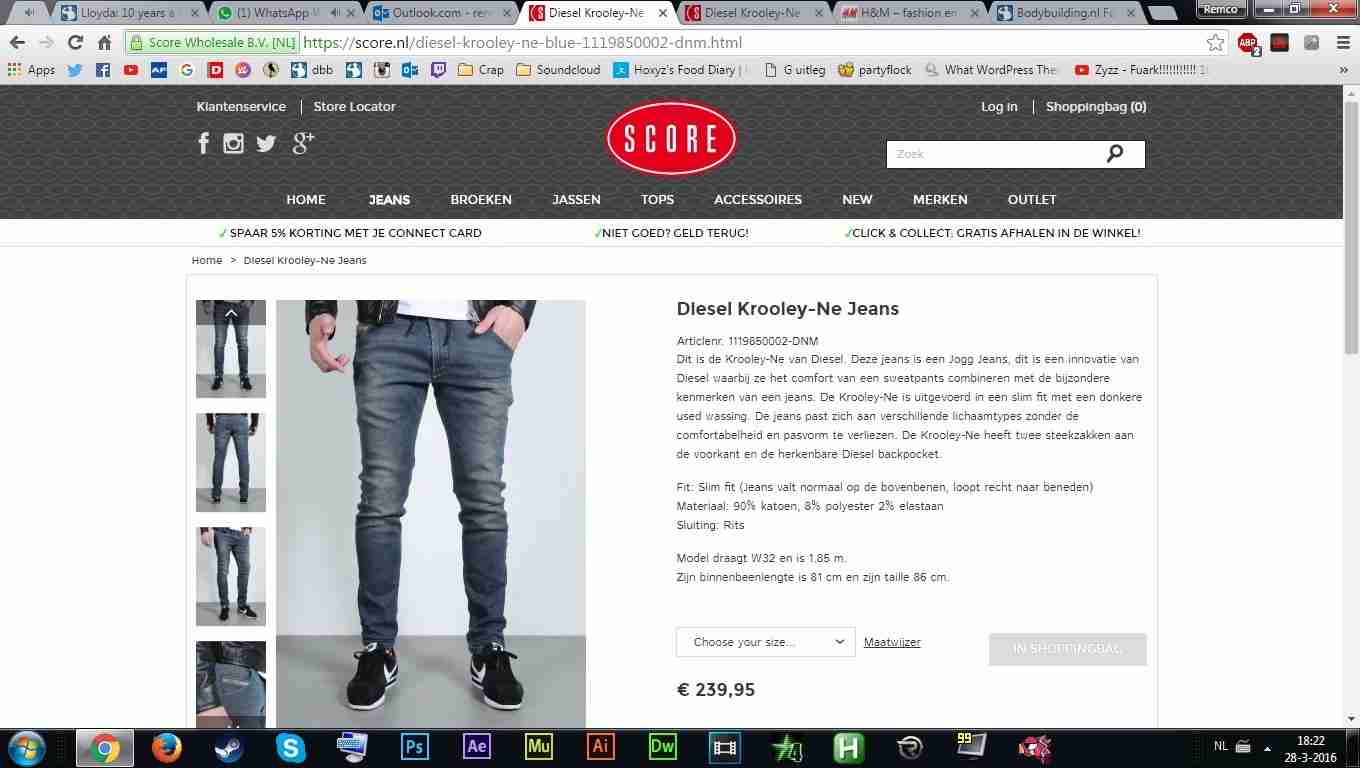 Lloyda: 10 years a
(1) WhatsApp
Outlook.com - ren
Diesel Krooley-Ne
Diesel Krooley-Ne
H&M – fashion en
Bodybuilding.nl Fo
Remco
Score Wholesale B.V. [NL] https://score.nl/diesel-krooley-ne-blue-1119850002-dnm.html
ABP 2
Apps dbb Crap Soundcloud Hoxyz's Food Diary | G uitleg partyflock What WordPress The Zyzz - Fuark!!!!!!!!!!! »
Klantenservice | Store Locator
SCORE
Log in | Shoppingbag (0)
Zoek
HOME JEANS BROEKEN JASSEN TOPS ACCESSOIRES NEW MERKEN OUTLET
✓ SPAAR 5% KORTING MET JE CONNECT CARD ✓NIET GOED? GELD TERUG! ✓CLICK & COLLECT: GRATIS AFHALEN IN DE WINKEL!
Home > Diesel Krooley-Ne Jeans
Diesel Krooley-Ne Jeans
Articlenr. 1119850002-DNM
Dit is de Krooley-Ne van Diesel. Deze jeans is een Jogg Jeans, dit is een innovatie van
Diesel waarbij ze het comfort van een sweatpants combineren met de bijzondere
kenmerken van een jeans. De Krooley-Ne is uitgevoerd in een slim fit met een donkere
used wassing. De jeans past zich aan verschillende lichaamtypes zonder de
comfortabelheid en pasvorm te verliezen. De Krooley-Ne heeft twee steekzakken aan
de voorkant en de herkenbare Diesel backpocket.
Fit: Slim fit (Jeans valt normaal op de bovenbenen, loopt recht naar beneden)
Materiaal: 90% katoen, 8% polyester 2% elastaan
Sluiting: Rits
Model draagt W32 en is 1,85 m.
Zijn binnenbeenlengte is 81 cm en zijn taille 86 cm.
Choose your size... Maatwijzer IN SHOPPINGBAG
€ 239,95
Ps Ae Mu Ai Dw H 99
NL 18:22
28-3-2016